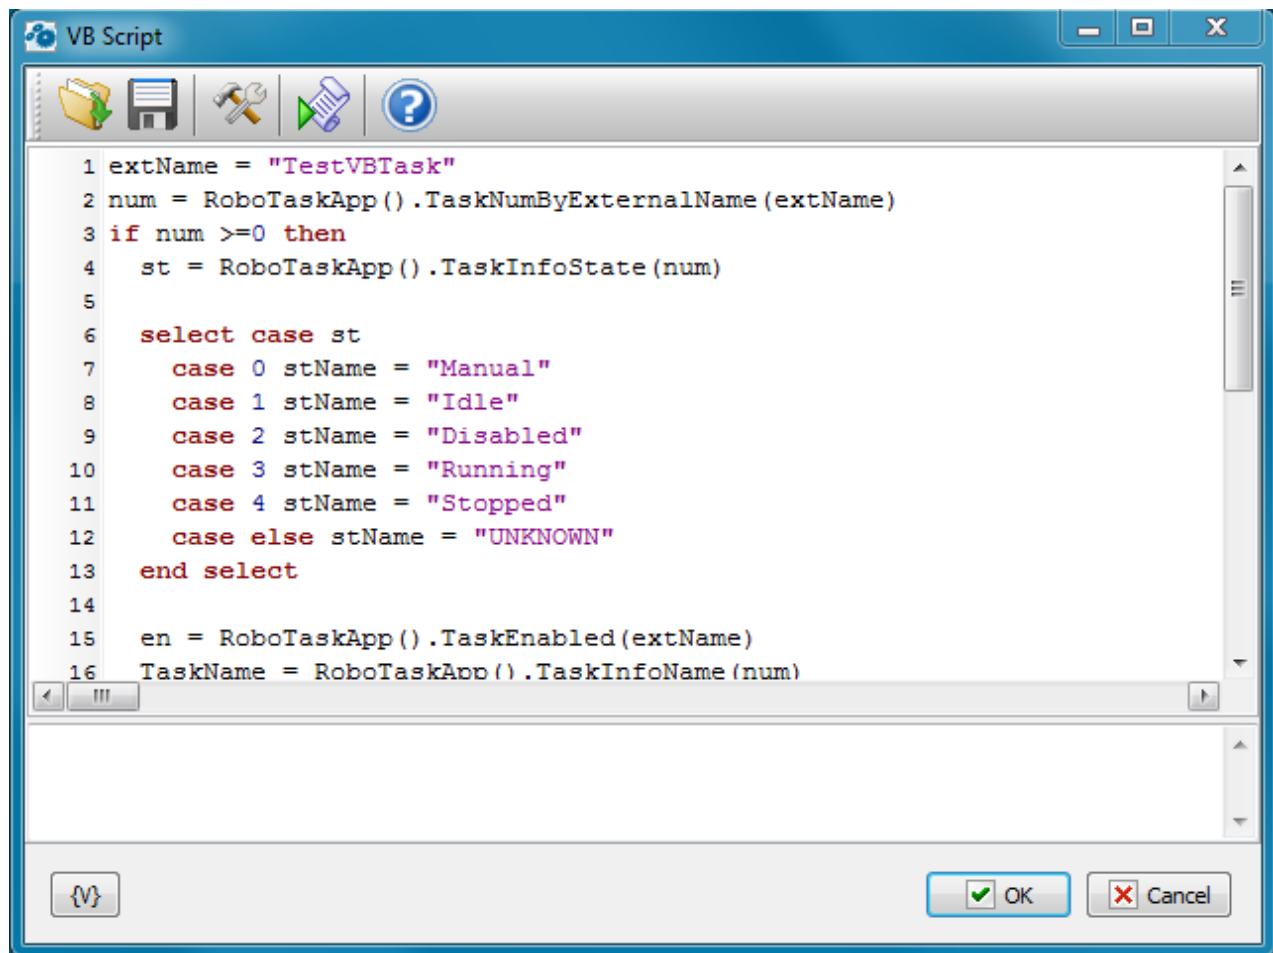 VB Script
1 extName = "TestVBTask"
2 num = RoboTaskApp().TaskNumByExternalName(extName)
3 if num >=0 then
4 st = RoboTaskApp().TaskInfoState(num)
5
6 select case st
7 case 0 stName = "Manual"
8 case 1 stName = "Idle"
9 case 2 stName = "Disabled"
10 case 3 stName = "Running"
11 case 4 stName = "Stopped"
12 case else stName = "UNKNOWN"
13 end select
14
15 en = RoboTaskApp().TaskEnabled(extName)
16 TaskName = RoboTaskApp().TaskInfoName(num)
{V}
OK
Cancel